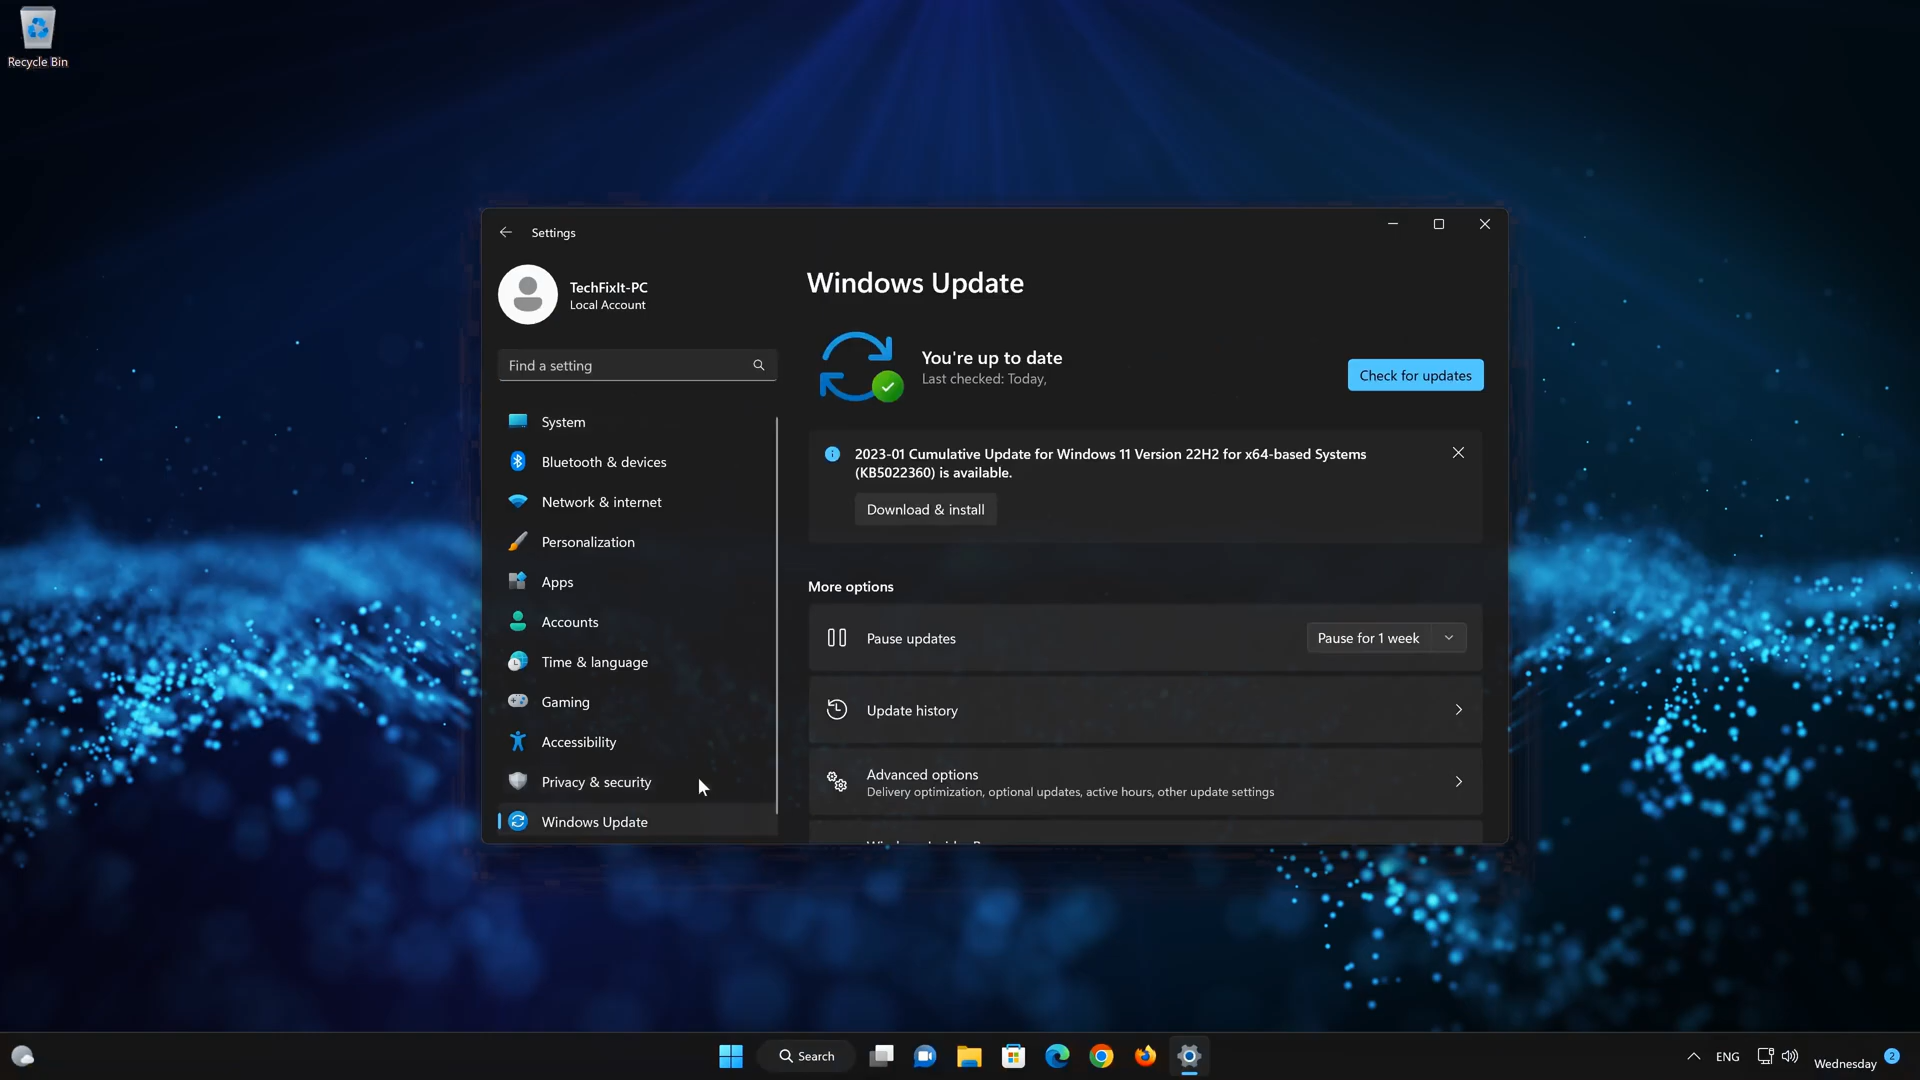 Recycle Bin
Settings
TechFixIt-PC
Local Account
Find a setting
System
Bluetooth & devices
Network & internet
Personalization
Apps
Accounts
Time & language
Gaming
Accessibility
Privacy & security
Windows Update
Windows Update
You're up to date
Last checked: Today,
Check for updates
2023-01 Cumulative Update for Windows 11 Version 22H2 for x64-based Systems
(KB5022360) is available.
Download & install
More options
Pause updates
Pause for 1 week
Update history
Advanced options
Delivery optimization, optional updates, active hours, other update settings
Search
ENG
Wednesday
2